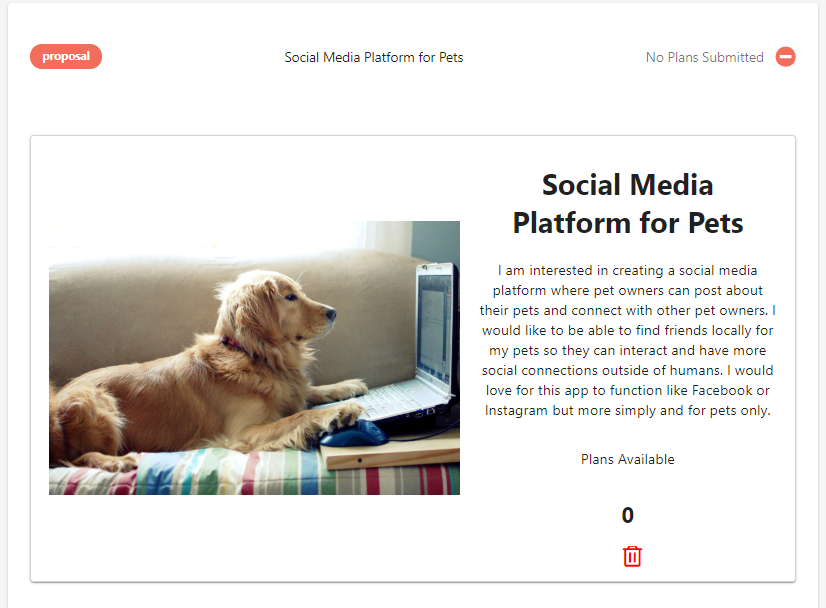 proposal
Social Media Platform for Pets
No Plans Submitted
Social Media
Platform for Pets
I am interested in creating a social media
platform where pet owners can post about
their pets and connect with other pet owners. I
would like to be able to find friends locally for
my pets so they can interact and have more
social connections outside of humans. I would
love for this app to function like Facebook or
Instagram but more simply and for pets only.
Plans Available
0